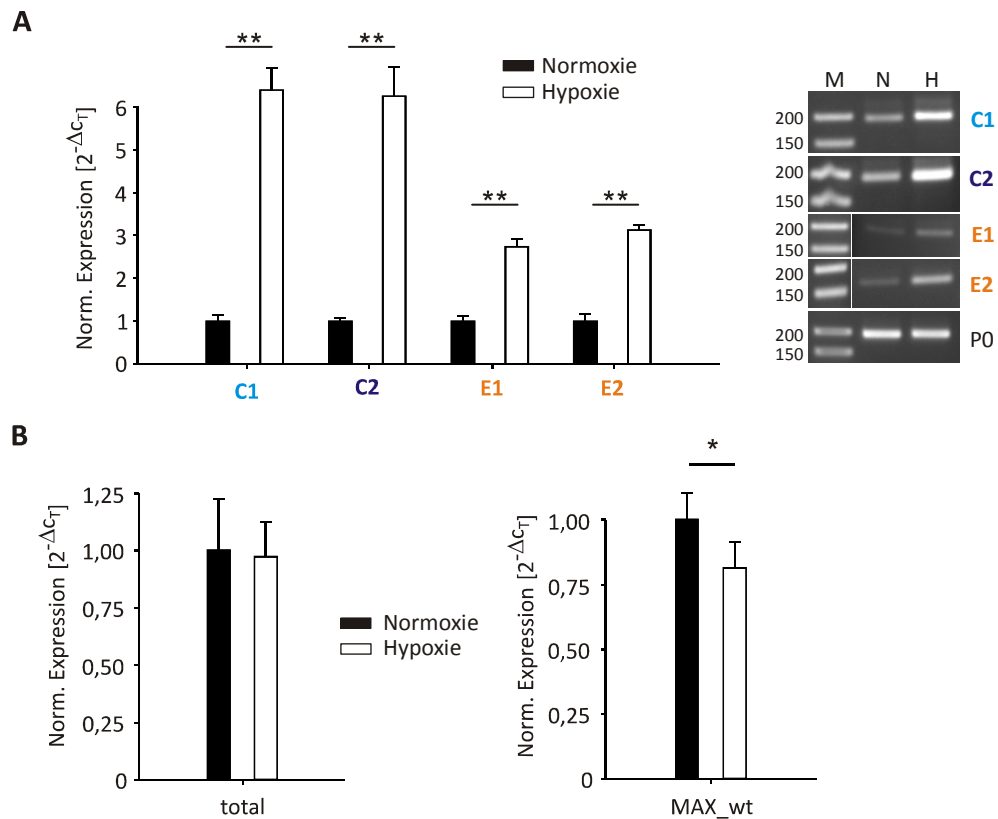 A
** **
** **
Normoxie
Hypoxie
Norm. Expression [2^-ΔcT]
6
5
4
3
2
1
0
C1 C2 E1 E2
M N H
200
150
C1
200
150
C2
200
150
E1
200
150
E2
200
150
P0
B
Norm. Expression [2^-ΔcT]
1,25
1,00
0,75
0,50
0,25
0
total
Normoxie
Hypoxie
*
Norm. Expression [2^-ΔcT]
1,00
0,75
0,50
0,25
0
MAX_wt